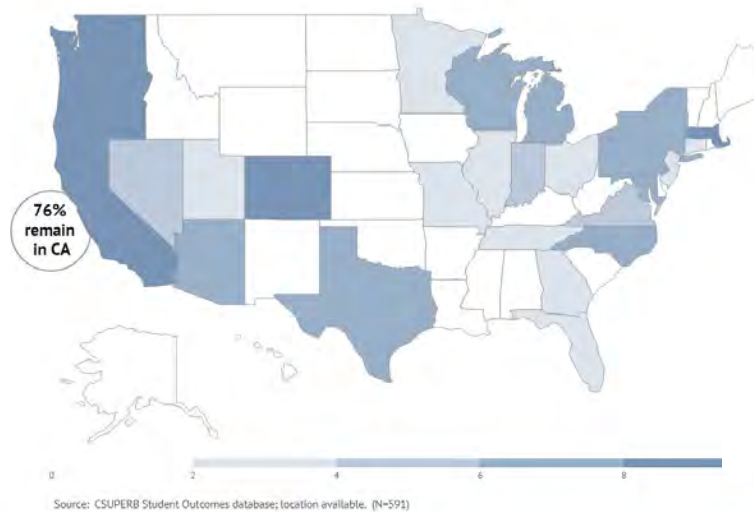 76%
remain
in CA
0 2 4 6 8
Source: CSUPERB Student Outcomes database; location available. (N=591)